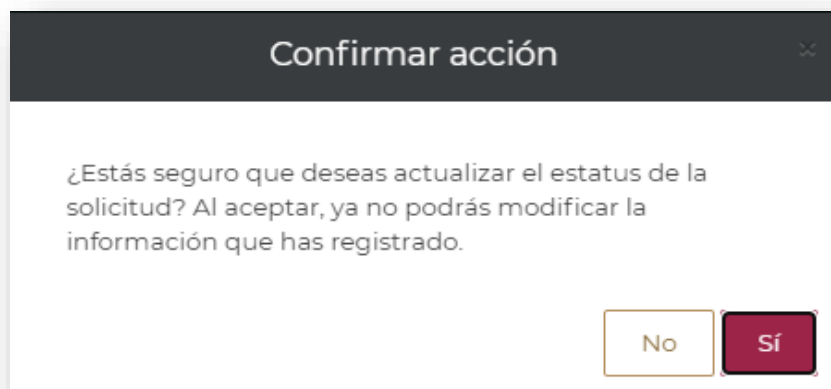 Confirmar acción
×
¿Estás seguro que deseas actualizar el estatus de la
solicitud? Al aceptar, ya no podrás modificar la
información que has registrado.
No
Sí